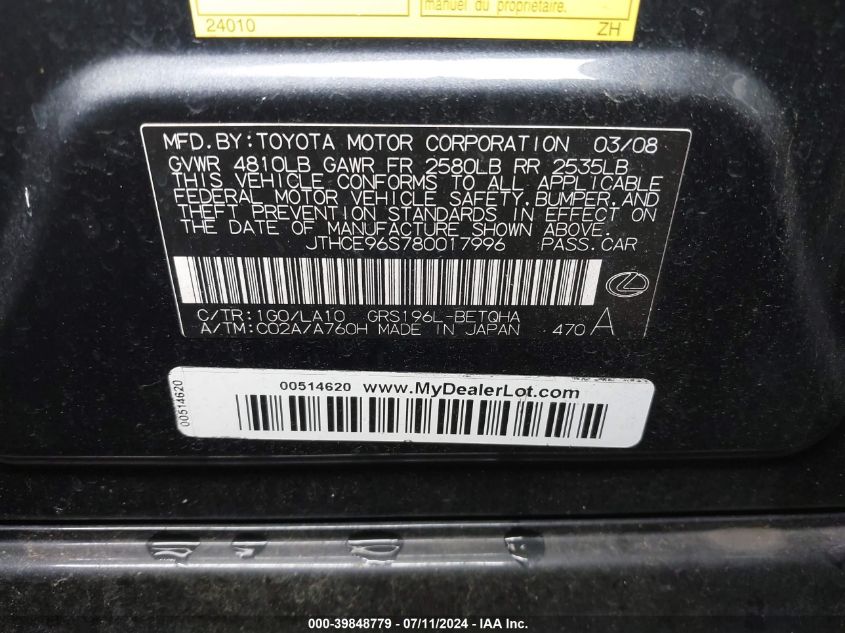 manuel du propriétaire.
24010 ZH
MFD.BY:TOYOTA MOTOR CORPORATION 03/08
GVWR 4810LB GAWR FR 2580LB RR 2535LB
THIS VEHICLE CONFORMS TO ALL APPLICABLE
FEDERAL MOTOR VEHICLE SAFETY,BUMPER,AND
THEFT PREVENTION STANDARDS IN EFFECT ON
THE DATE OF MANUFACTURE SHOWN ABOVE.
JTHCE96S780017996 PASS.CAR
C/TR:1G0/LA10 GRS196L-BETQHA
A/TM:C02A/A760H MADE IN JAPAN 470 A
00514620
00514620 www.MyDealerLot.com
000-39848779 - 07/11/2024 - IAA Inc.